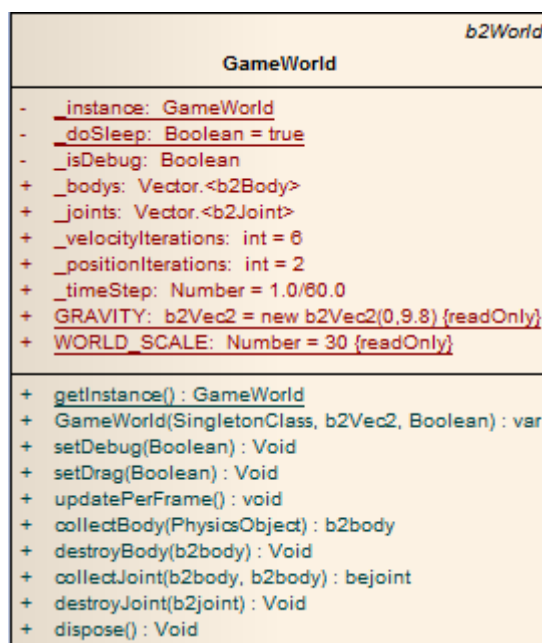 b2World
GameWorld
- _instance: GameWorld
- _doSleep: Boolean = true
- _isDebug: Boolean
+ _bodys: Vector.<b2Body>
+ _joints: Vector.<b2Joint>
+ _velocityIterations: int = 6
+ _positionIterations: int = 2
+ _timeStep: Number = 1.0/60.0
+ GRAVITY: b2Vec2 = new b2Vec2(0,9.8) {readOnly}
+ WORLD_SCALE: Number = 30 {readOnly}
+ getInstance() : GameWorld
+ GameWorld(SingletonClass, b2Vec2, Boolean) : var
+ setDebug(Boolean) : Void
+ setDrag(Boolean) : Void
+ updatePerFrame() : void
+ collectBody(PhysicsObject) : b2body
+ destroyBody(b2body) : Void
+ collectJoint(b2body, b2body) : bejoint
+ destroyJoint(b2joint) : Void
+ dispose() : Void